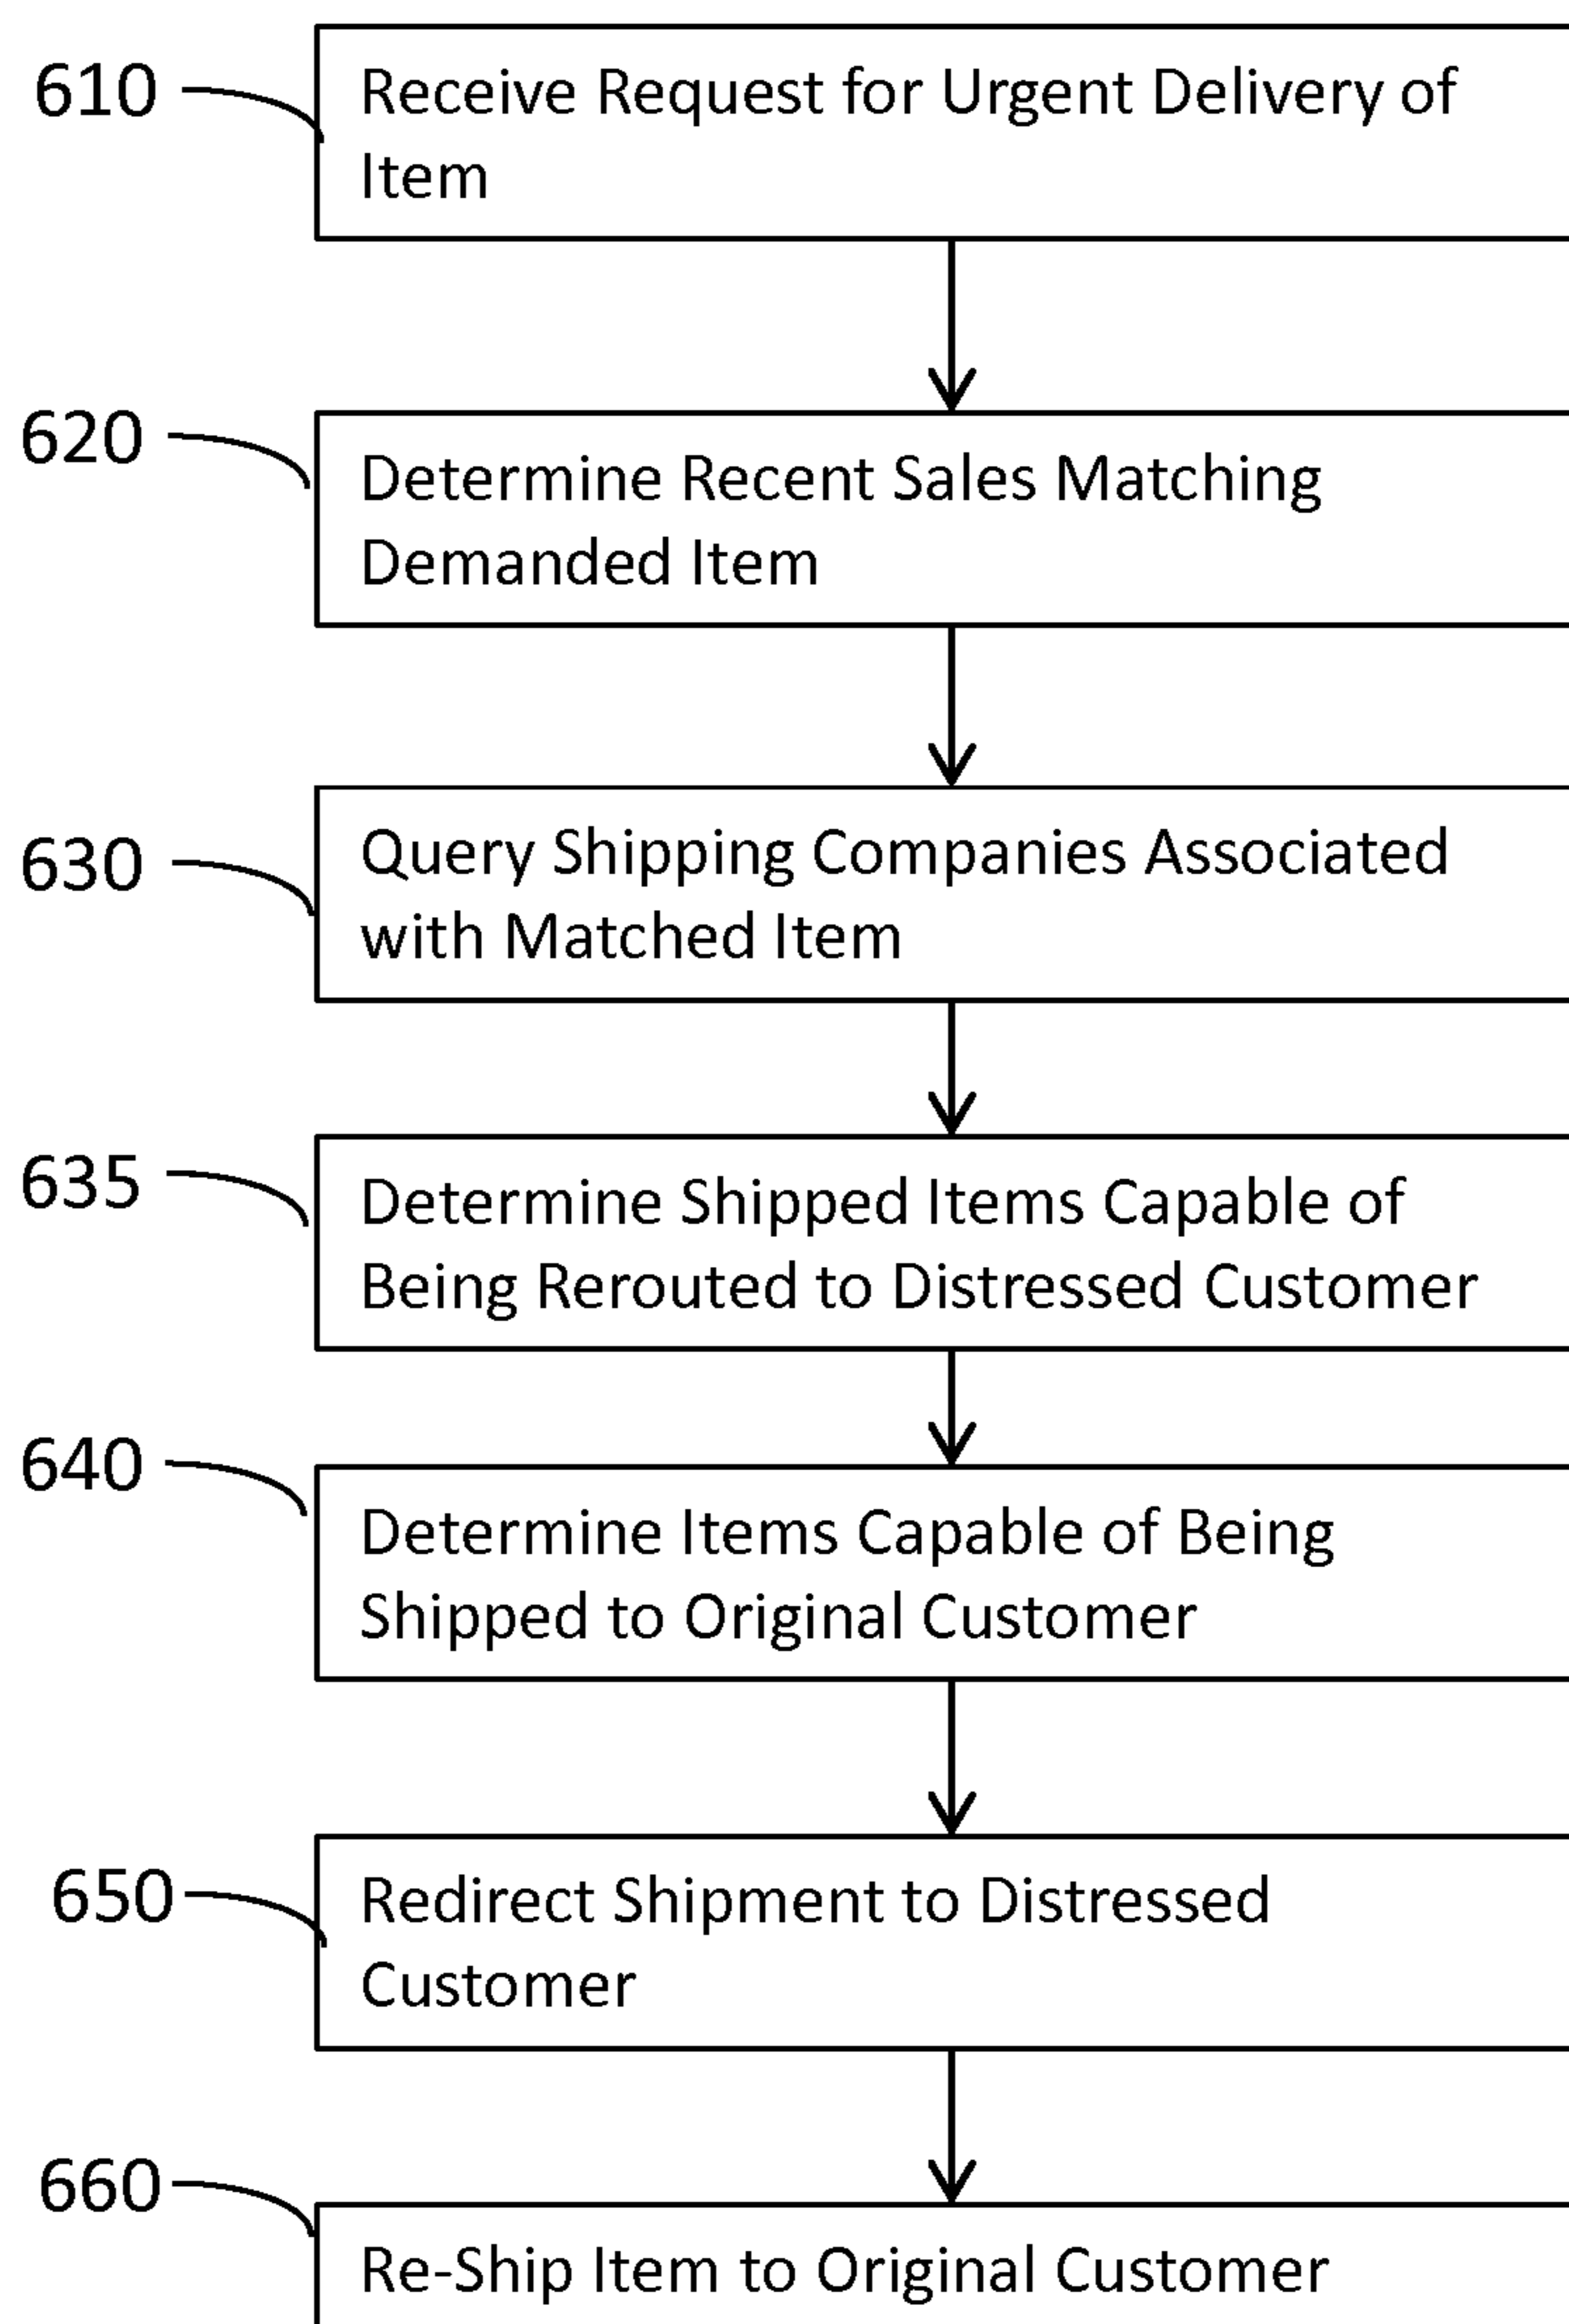 610
Receive Request for Urgent Delivery of
Item
620
Determine Recent Sales Matching
Demanded Item
630
Query Shipping Companies Associated
with Matched Item
635
Determine Shipped Items Capable of
Being Rerouted to Distressed Customer
640
Determine Items Capable of Being
Shipped to Original Customer
650
Redirect Shipment to Distressed
Customer
660
Re-Ship Item to Original Customer